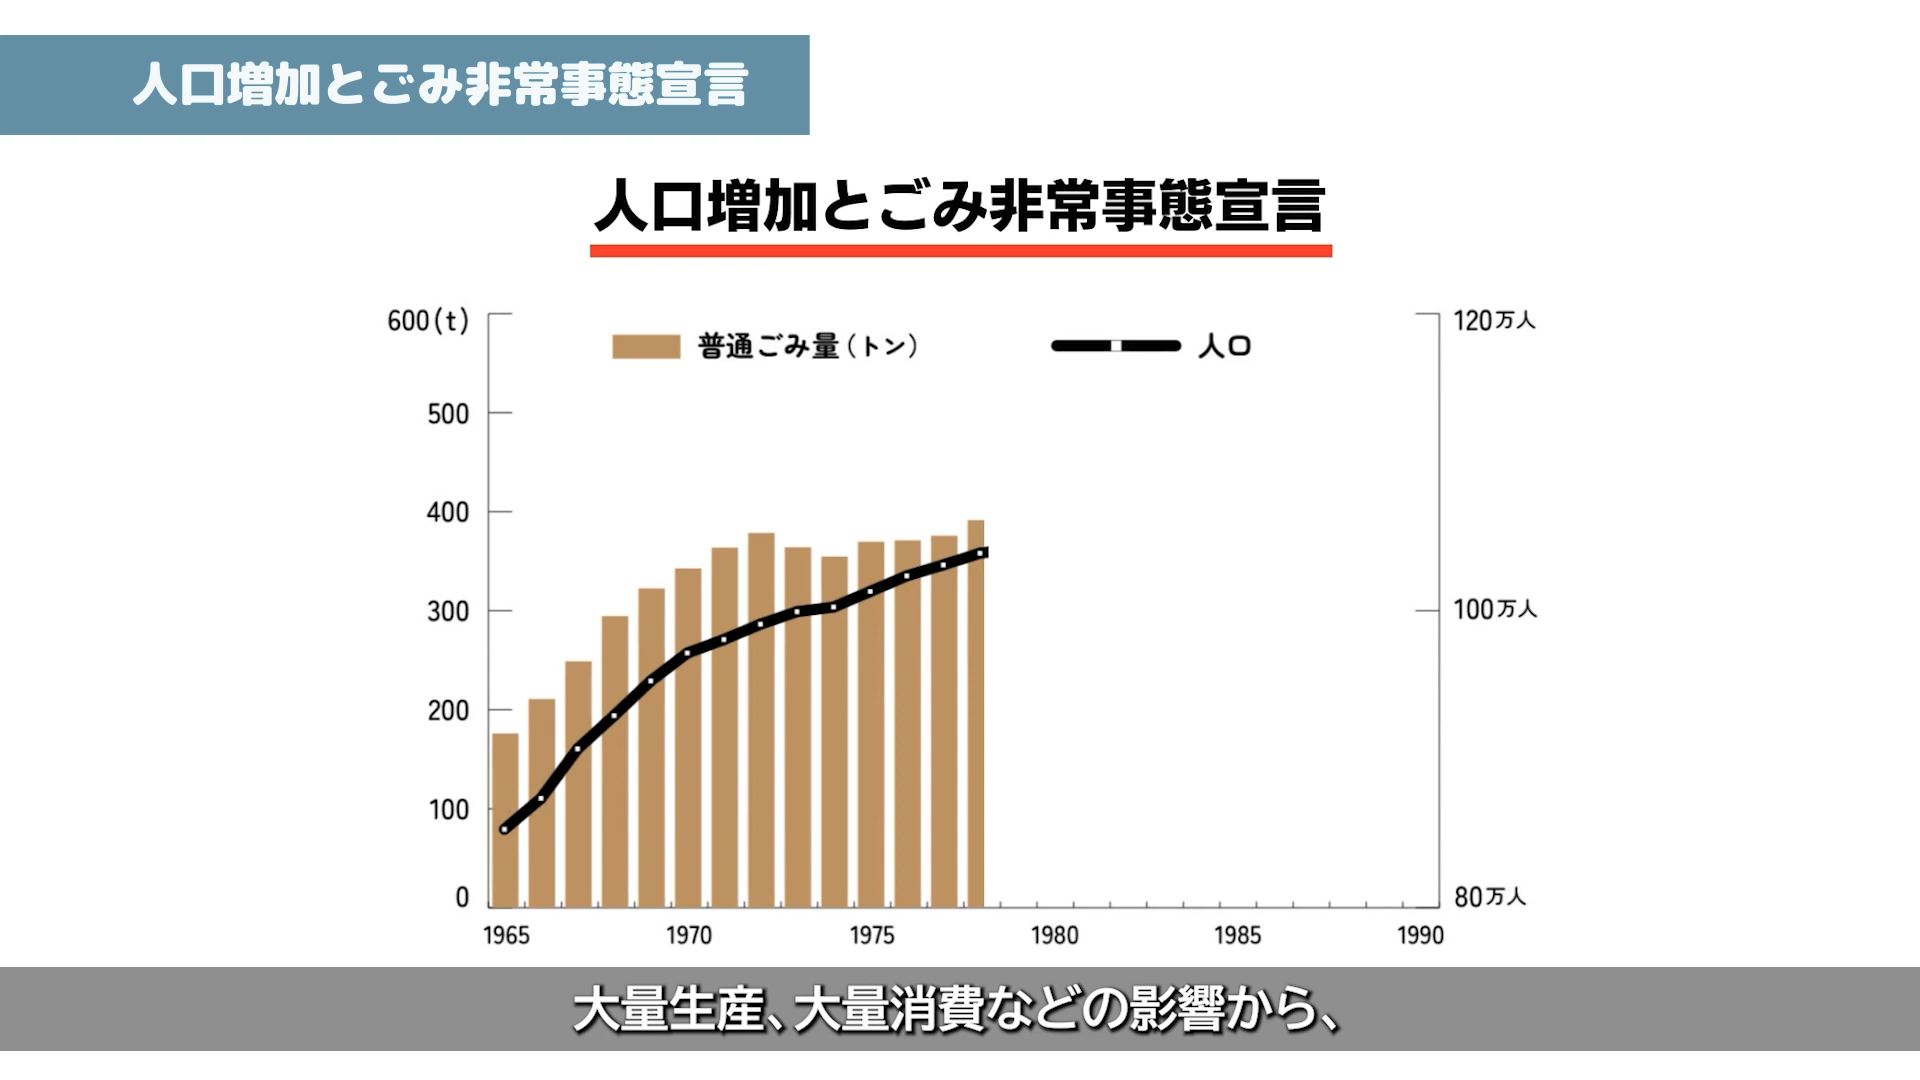 人口増加とごみ非常事態宣言
人口増加とごみ非常事態宣言
普通ごみ量(トン)
人口
600(t)
500
400
300
200
100
0
120万人
100万人
80万人
1965 1970 1975 1980 1985 1990
大量生産、大量消費などの影響から、